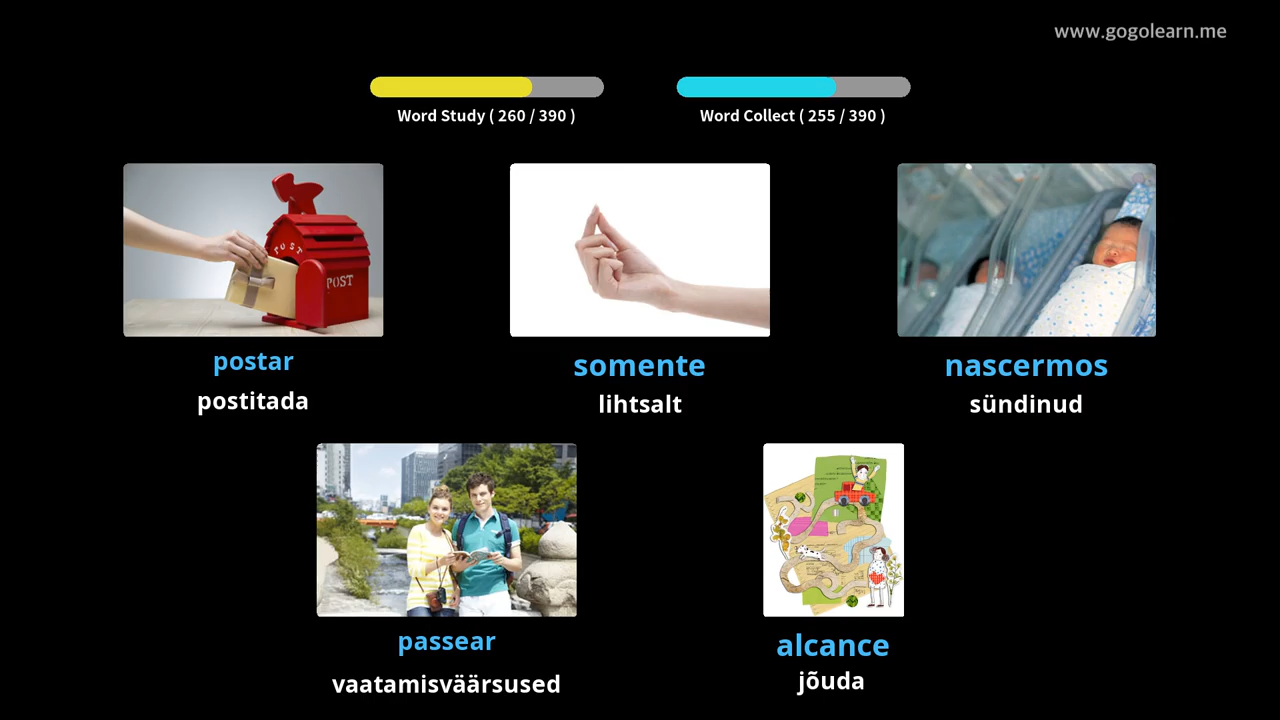 www.gogolearn.me
Word Study ( 260 / 390 )
Word Collect ( 255 / 390 )
POST
POST
postar
somente
nascermos
postitada
lihtsalt
sündinud
passear
alcance
vaatamisväärsused
jõuda